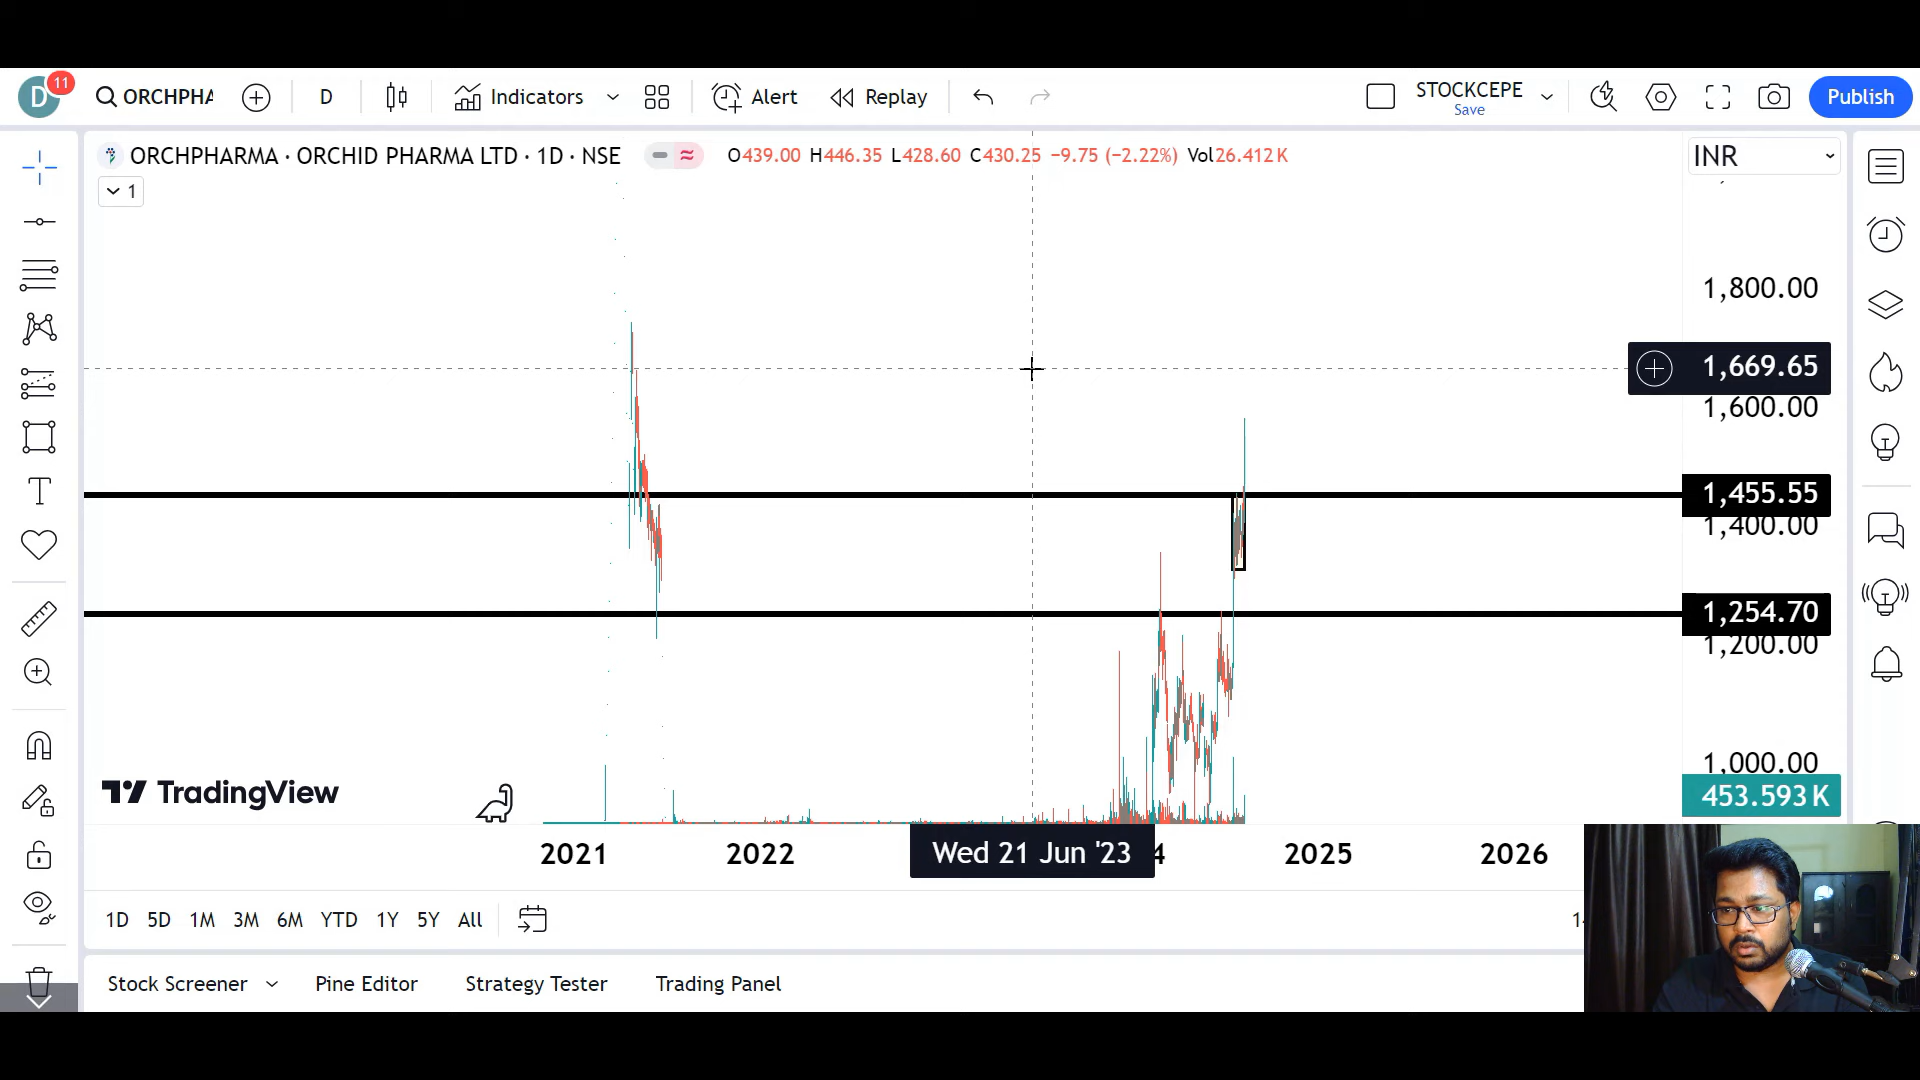 D 11 ORCHPHA D Indicators Alert Replay STOCKCEPE Save Publish
ORCHPHARMA · ORCHID PHARMA LTD · 1D · NSE O439.00 H446.35 L428.60 C430.25 −9.75 (−2.22%) Vol26.412K INR
1
1,800.00
1,669.65
1,600.00
1,455.55
1,400.00
1,254.70
1,200.00
1,000.00
TradingView 453.593K
2021 2022 Wed 21 Jun '23 4 2025 2026
1D 5D 1M 3M 6M YTD 1Y 5Y All
Stock Screener Pine Editor Strategy Tester Trading Panel